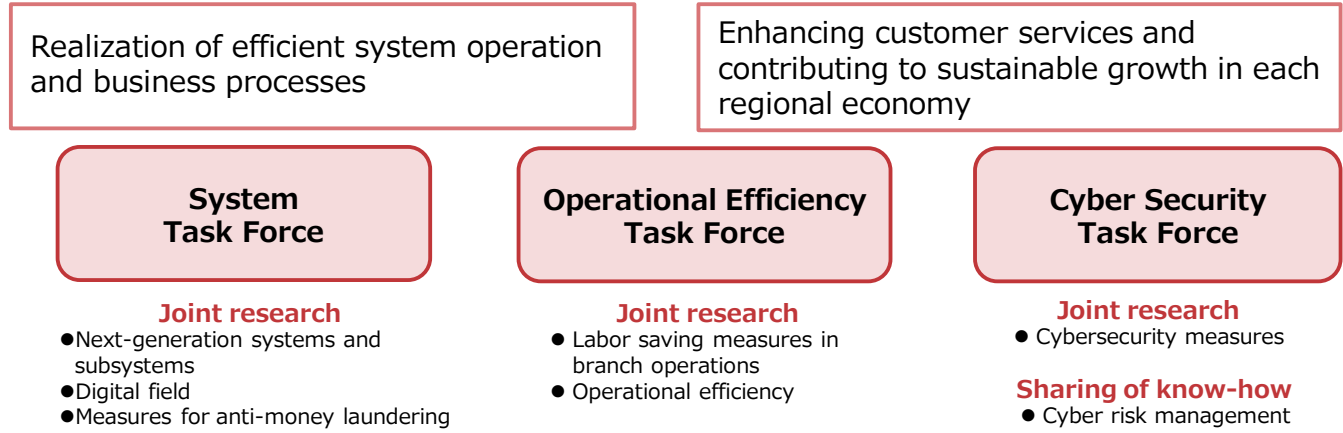 Realization of efficient system operation
and business processes
Enhancing customer services and
contributing to sustainable growth in each
regional economy
System
Task Force
Joint research
●Next-generation systems and
subsystems
●Digital field
●Measures for anti-money laundering
Operational Efficiency
Task Force
Joint research
● Labor saving measures in
branch operations
● Operational efficiency
Cyber Security
Task Force
Joint research
● Cybersecurity measures
Sharing of know-how
● Cyber risk management